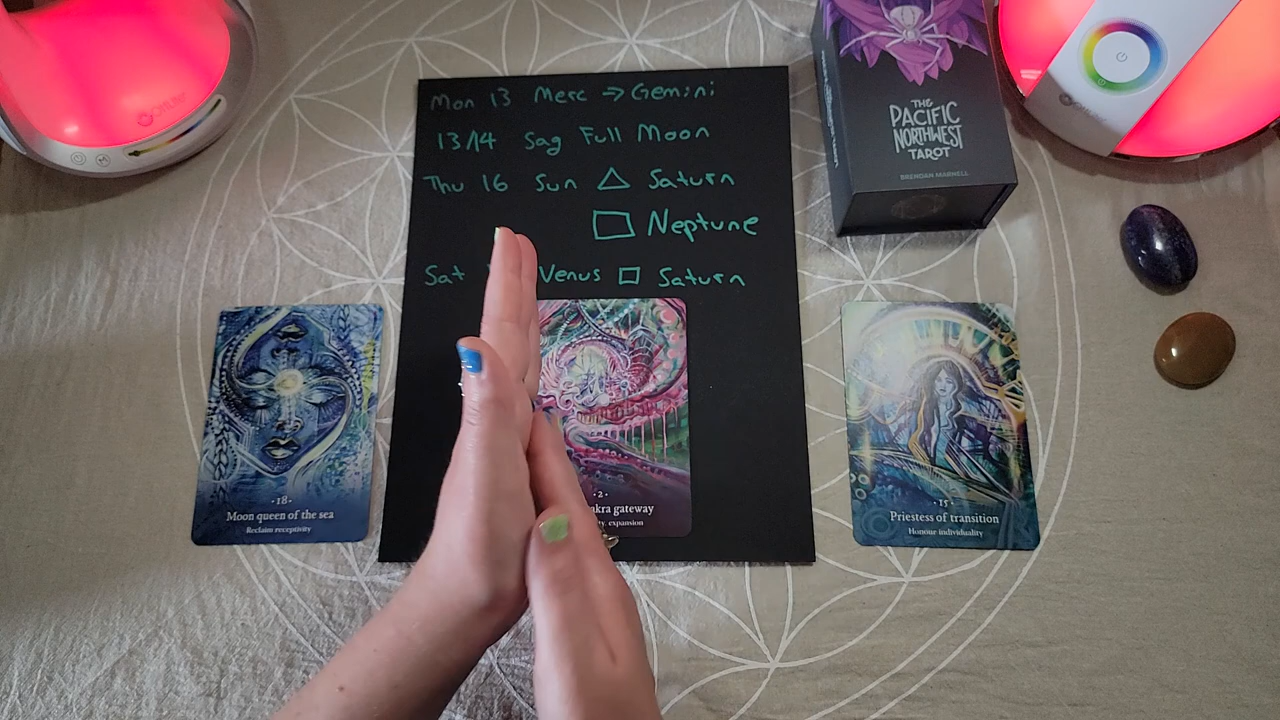 Mon 13 Merc → Gemini
13/14 Sag Full Moon
Thu 16 Sun △ Saturn
□ Neptune
Sat Venus □ Saturn
THE
PACIFIC
NORTHWEST
TAROT
BRENDAN MARNELL
·18·
Moon queen of the sea
Reclaim receptivity
·2·
gateway
expansion
·15·
Priestess of transition
Honour individuality